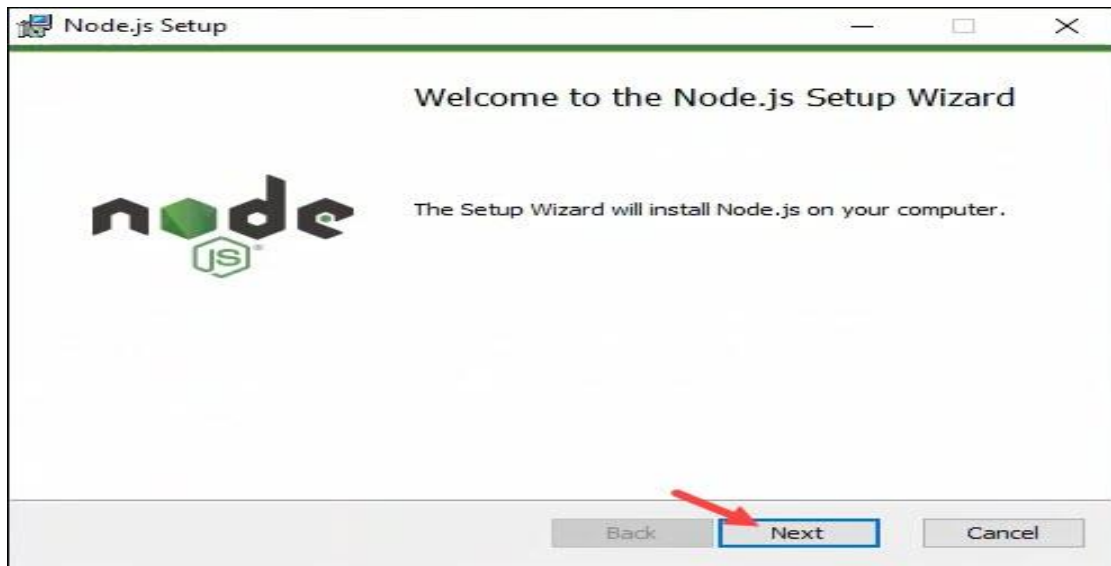 Node.js Setup
Welcome to the Node.js Setup Wizard
node
JS®
The Setup Wizard will install Node.js on your computer.
Back
Next
Cancel